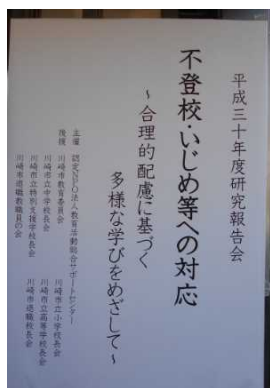 平成三十年度研究報告会
不登校・いじめ等への対応
～合理的配慮に基づく
多様な学びをめざして～
主催　認定NPO法人教育活動総合サポートセンター
後援　川崎市教育委員会
川崎市立小学校長会
川崎市立中学校長会
川崎市立高等学校長会
川崎市立特別支援学校長会
川崎市退職校長会
川崎市退職教職員の会